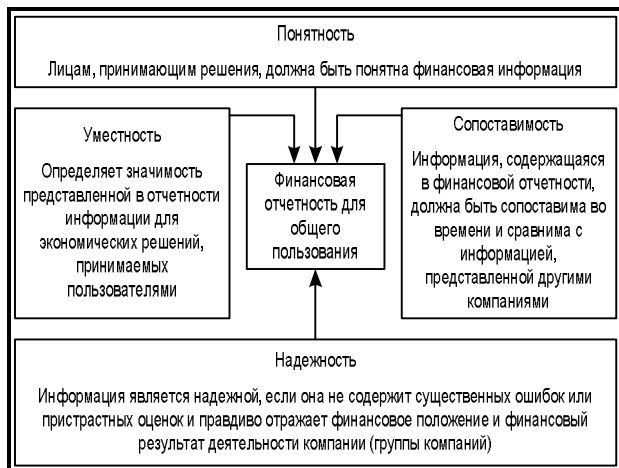 Понятность
Лицам, принимающим решения, должна быть понятна финансовая информация
Уместность
Определяет значимость
представленной в отчетности
информации для
экономических решений,
принимаемых
пользователями
Финансовая
отчетность для
общего
пользования
Сопоставимость
Информация, содержащаяся
в финансовой отчетности,
должна быть сопоставима во
времени и сравнима с
информацией,
представленной другими
компаниями
Надежность
Информация является надежной, если она не содержит существенных ошибок или
пристрастных оценок и правдиво отражает финансовое положение и финансовый
результат деятельности компании (группы компаний)